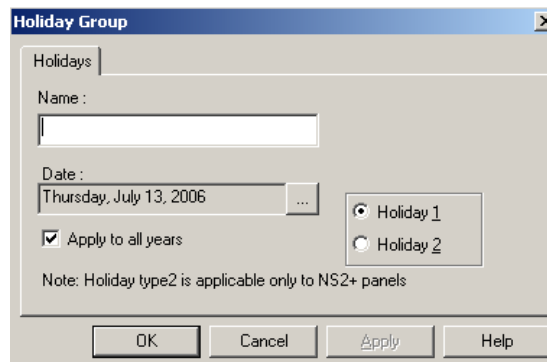 Holiday Group
Holidays
Name :
Date :
Thursday, July 13, 2006
...
Holiday 1
Apply to all years
Holiday 2
Note: Holiday type2 is applicable only to NS2+ panels
OK Cancel Apply Help